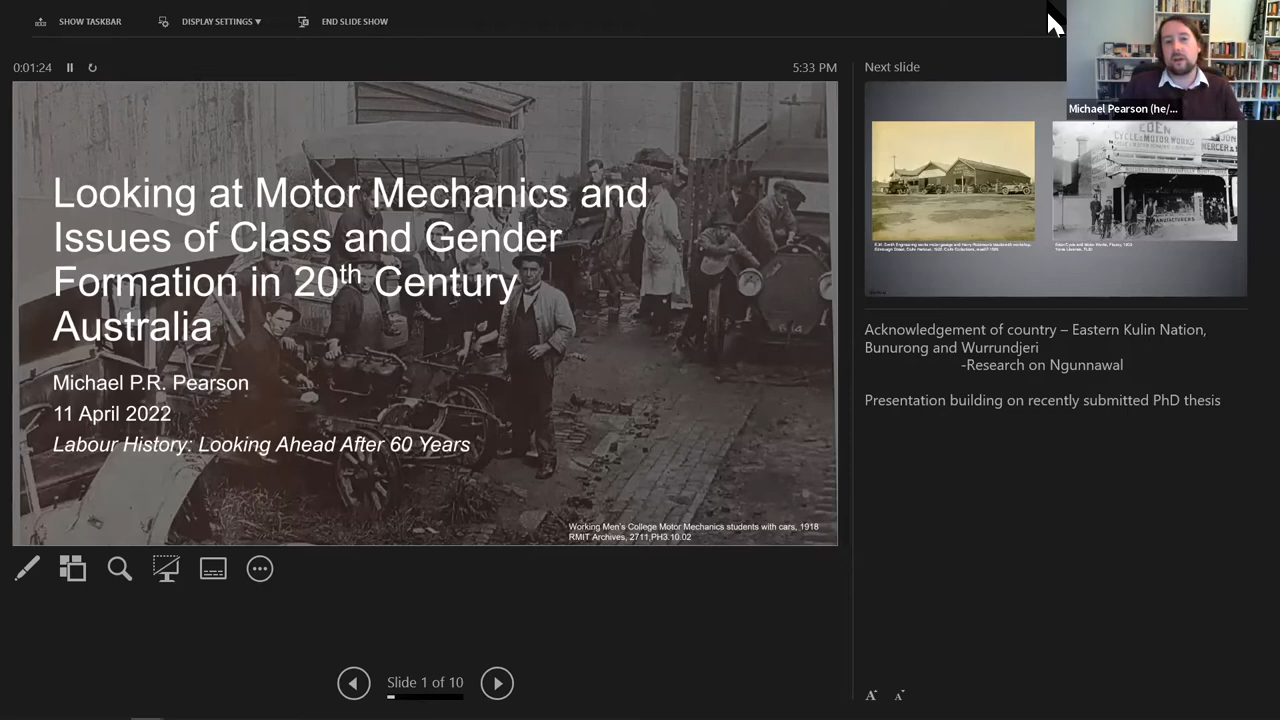 SHOW TASKBAR
DISPLAY SETTINGS ▼
END SLIDE SHOW
0:01:24
5:33 PM
Next slide
Michael Pearson (he/...
Looking at Motor Mechanics and
Issues of Class and Gender
Formation in 20th Century
Australia
Michael P.R. Pearson
11 April 2022
Labour History: Looking Ahead After 60 Years
Working Men's College Motor Mechanics students with cars, 1918
RMIT Archives, 2711,PH3.10.02
EDEN
CYCLE & MOTOR WORKS
Acknowledgement of country – Eastern Kulin Nation,
Bunurong and Wurrundjeri
-Research on Ngunnawal
Presentation building on recently submitted PhD thesis
Slide 1 of 10
A
A